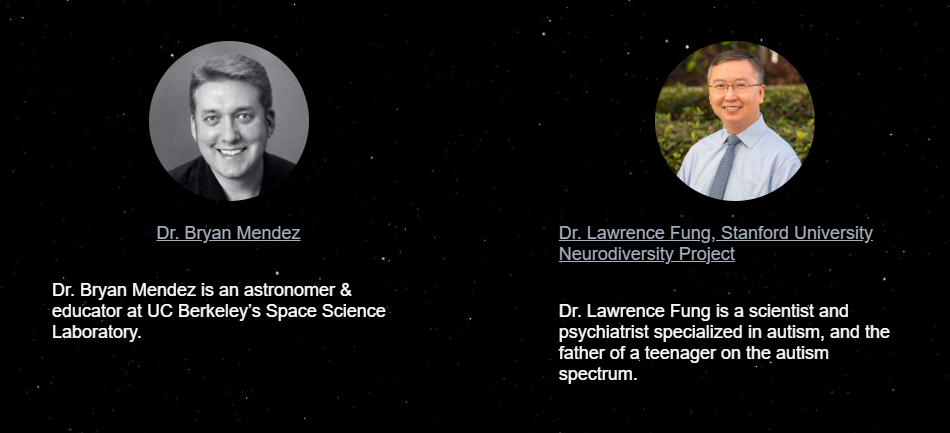 Dr. Bryan Mendez
Dr. Bryan Mendez is an astronomer &
educator at UC Berkeley’s Space Science
Laboratory.
Dr. Lawrence Fung, Stanford University
Neurodiversity Project
Dr. Lawrence Fung is a scientist and
psychiatrist specialized in autism, and the
father of a teenager on the autism
spectrum.